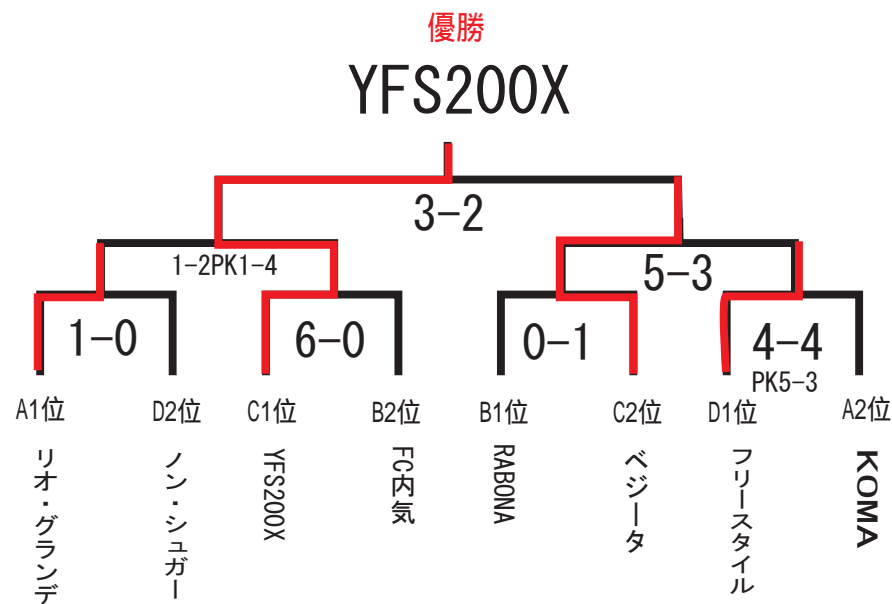 優勝
YFS200X
3-2
1-2PK1-4
5-3
1-0
6-0
0-1
4-4
PK5-3
A1位
D2位
C1位
B2位
B1位
C2位
D1位
A2位
リオ・グランデ
ノン・シュガー
YFS200X
FC内気
RABONA
ベジータ
フリースタイル
KOMA